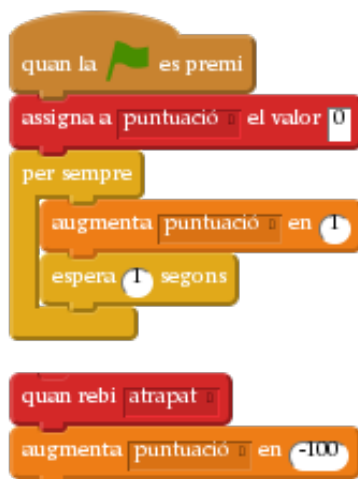 quan la es premi
assigna a puntuació el valor 0
per sempre
augmenta puntuació en 1
espera 1 segons
quan rebi atrapat
augmenta puntuació en -100